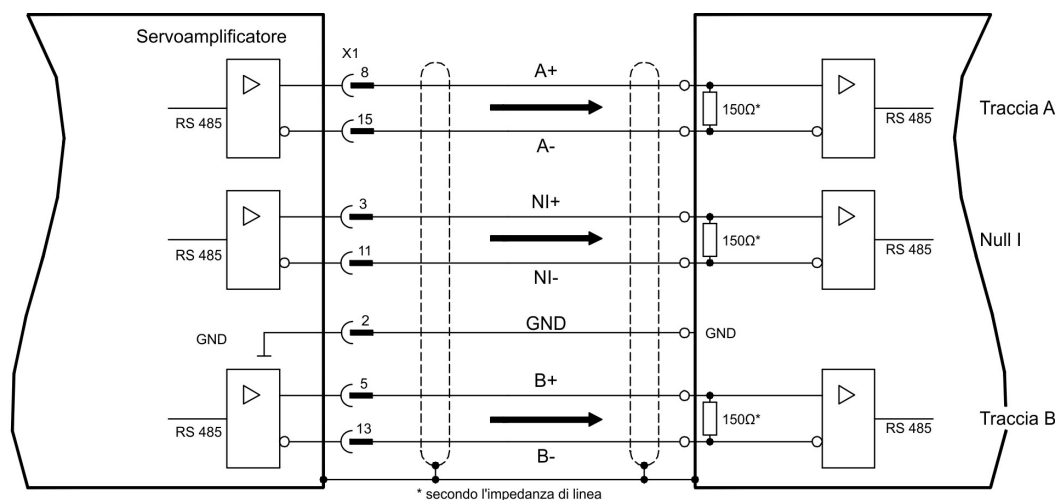 Servoamplificatore
X1
8
A+
RS 485
150Ω*
RS 485
Traccia A
15
A-
3
NI+
RS 485
150Ω*
RS 485
Null I
11
NI-
2
GND
GND
GND
5
B+
RS 485
150Ω*
RS 485
Traccia B
13
B-
* secondo l'impedanza di linea